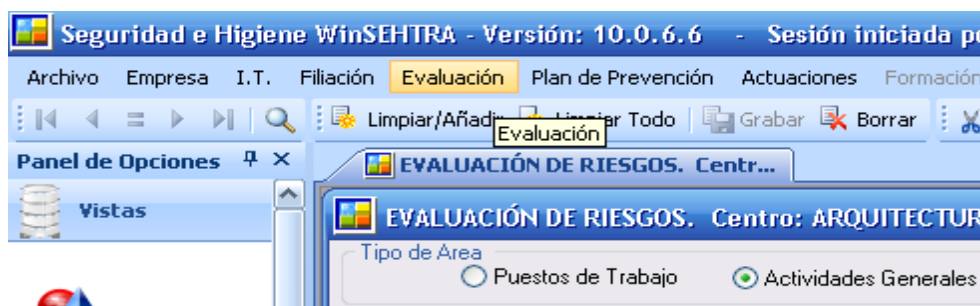 Seguridad e Higiene WinSEHTRA - Versión: 10.0.6.6 - Sesión iniciada
Archivo Empresa I.T. Filiación Evaluación Plan de Prevención Actuaciones Formación
Limpiar/Añadir Limpiar Todo Grabar Borrar
Evaluación
Panel de Opciones EVALUACIÓN DE RIESGOS. Centr...
Vistas
EVALUACIÓN DE RIESGOS. Centro: ARQUITECTUR
Tipo de Area
Puestos de Trabajo Actividades Generales